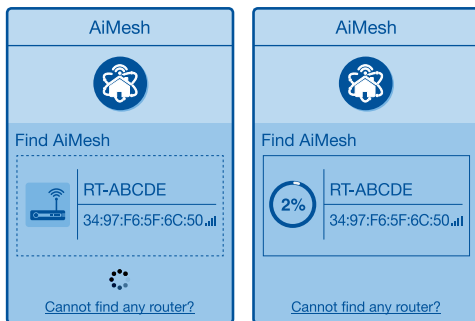 AiMesh
Find AiMesh
RT-ABCDE
34:97:F6:5F:6C:50
Cannot find any router?
AiMesh
Find AiMesh
2%
RT-ABCDE
34:97:F6:5F:6C:50
Cannot find any router?